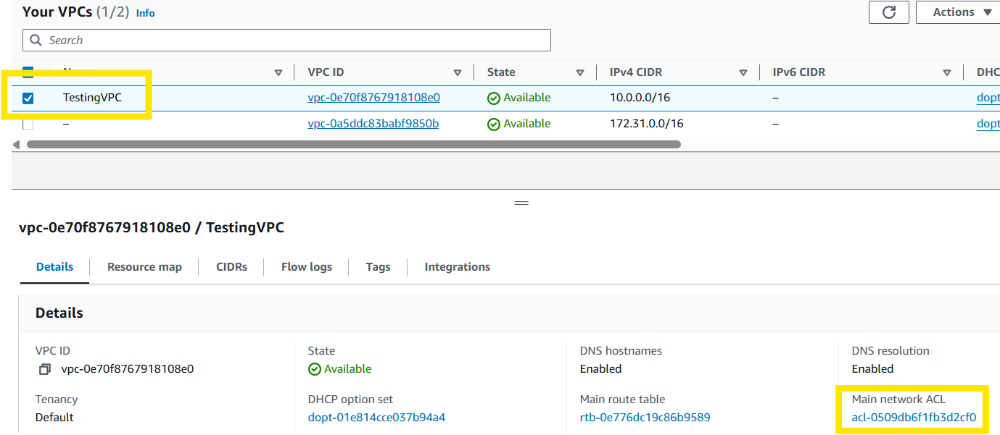 Your VPCs (1/2) Info
Actions
Search
VPC ID State IPv4 CIDR IPv6 CIDR DHC
TestingVPC vpc-0e70f8767918108e0 Available 10.0.0.0/16 – dopt
– vpc-0a5ddc83babf9850b Available 172.31.0.0/16 – dopt
vpc-0e70f8767918108e0 / TestingVPC
Details Resource map CIDRs Flow logs Tags Integrations
Details
VPC ID State DNS hostnames DNS resolution
vpc-0e70f8767918108e0 Available Enabled Enabled
Tenancy DHCP option set Main route table Main network ACL
Default dopt-01e814cce037b94a4 rtb-0e776dc19c86b9589 acl-0509db6f1fb3d2cf0